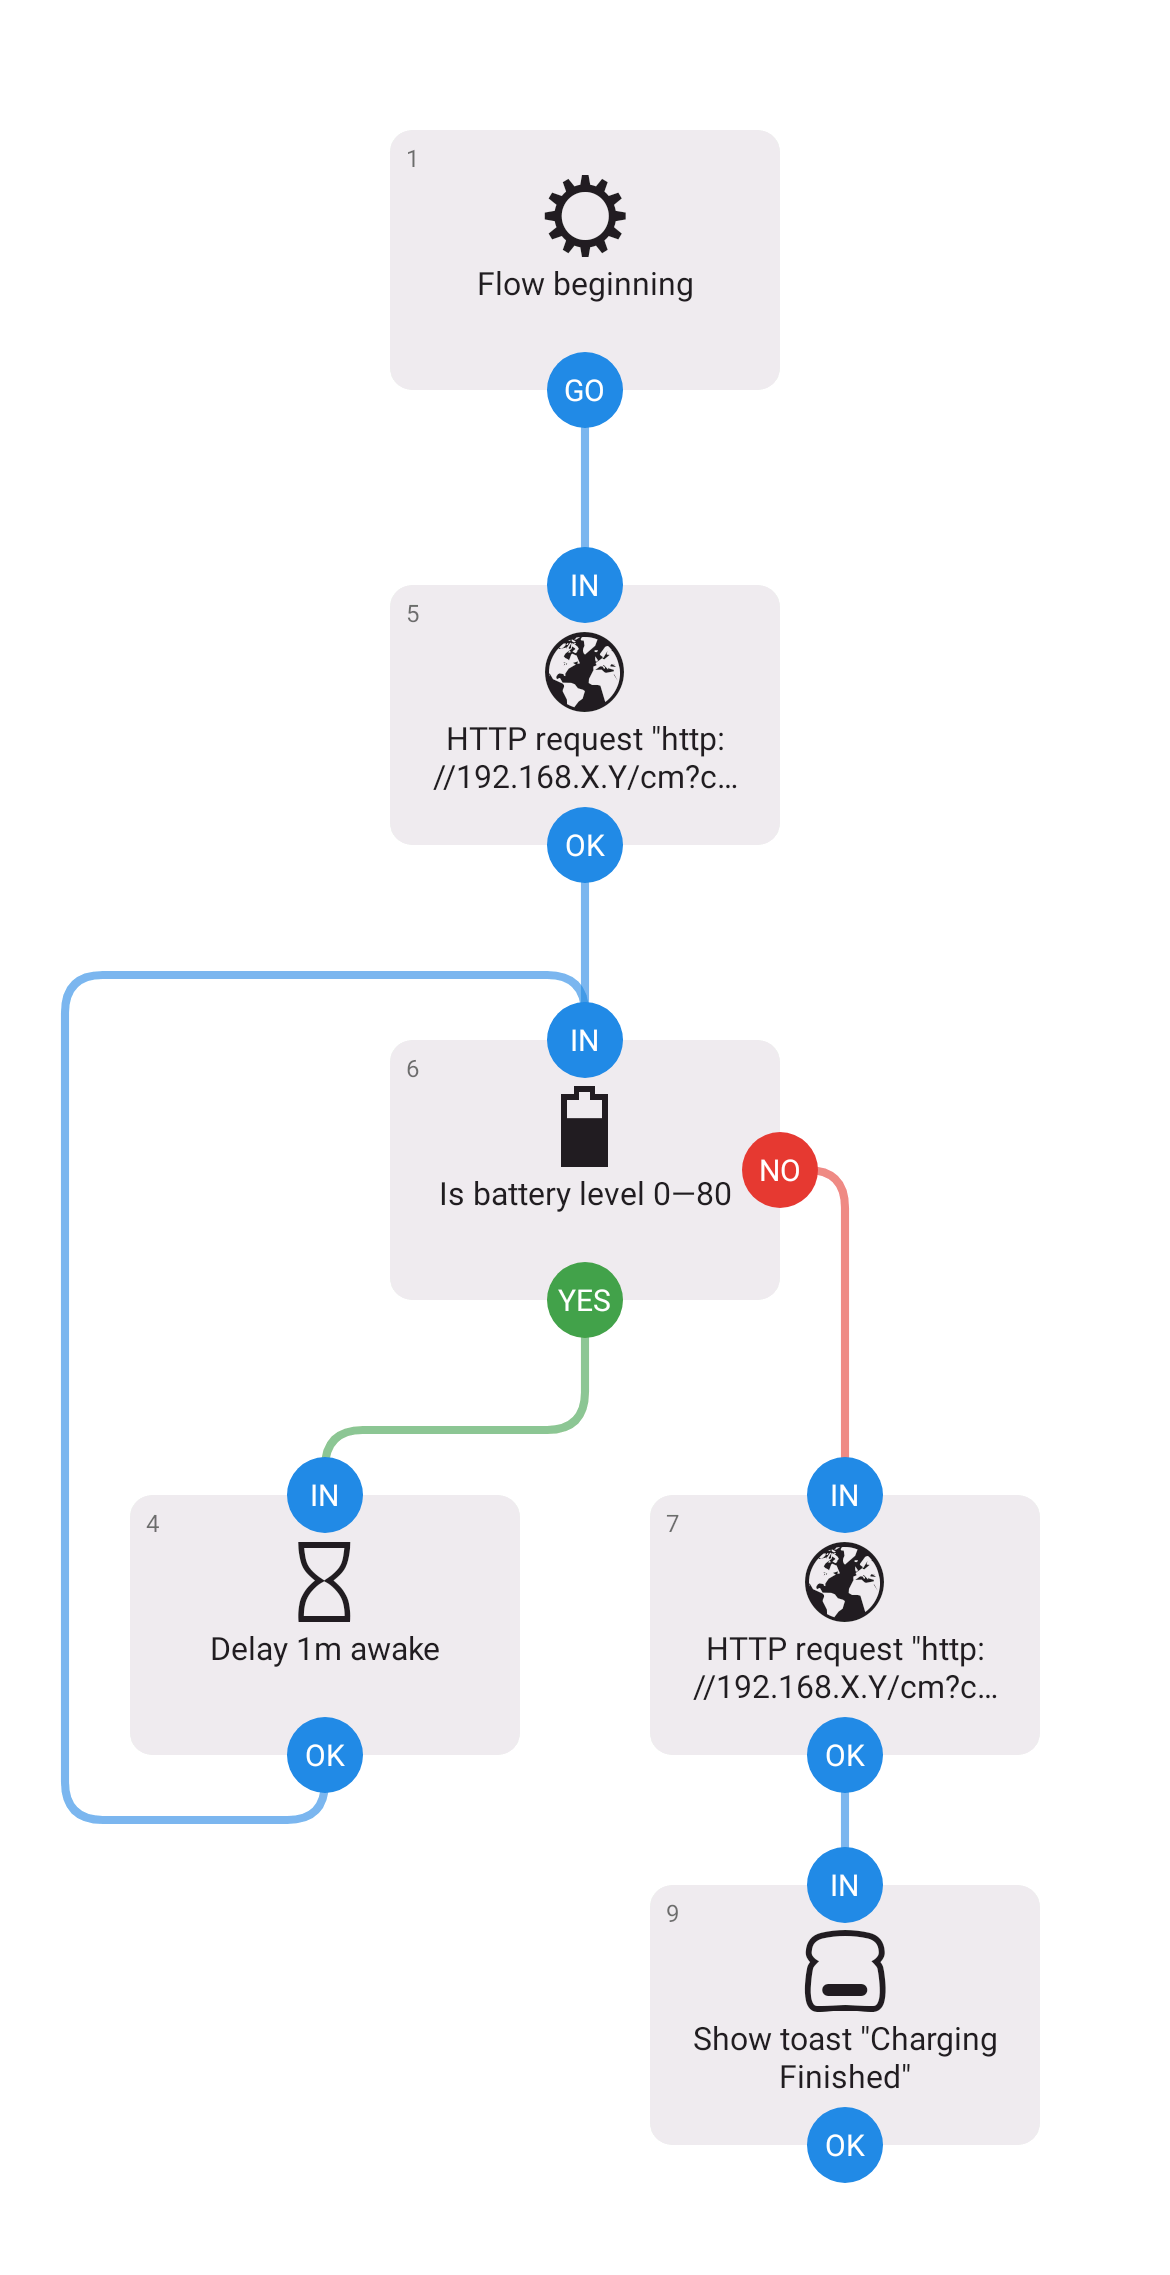 1
Flow beginning
GO
IN
5
HTTP request "http:
//192.168.X.Y/cm?c...
OK
IN
6
Is battery level 0—80
NO
YES
IN
4
Delay 1m awake
OK
IN
7
HTTP request "http:
//192.168.X.Y/cm?c...
OK
IN
9
Show toast "Charging
Finished"
OK